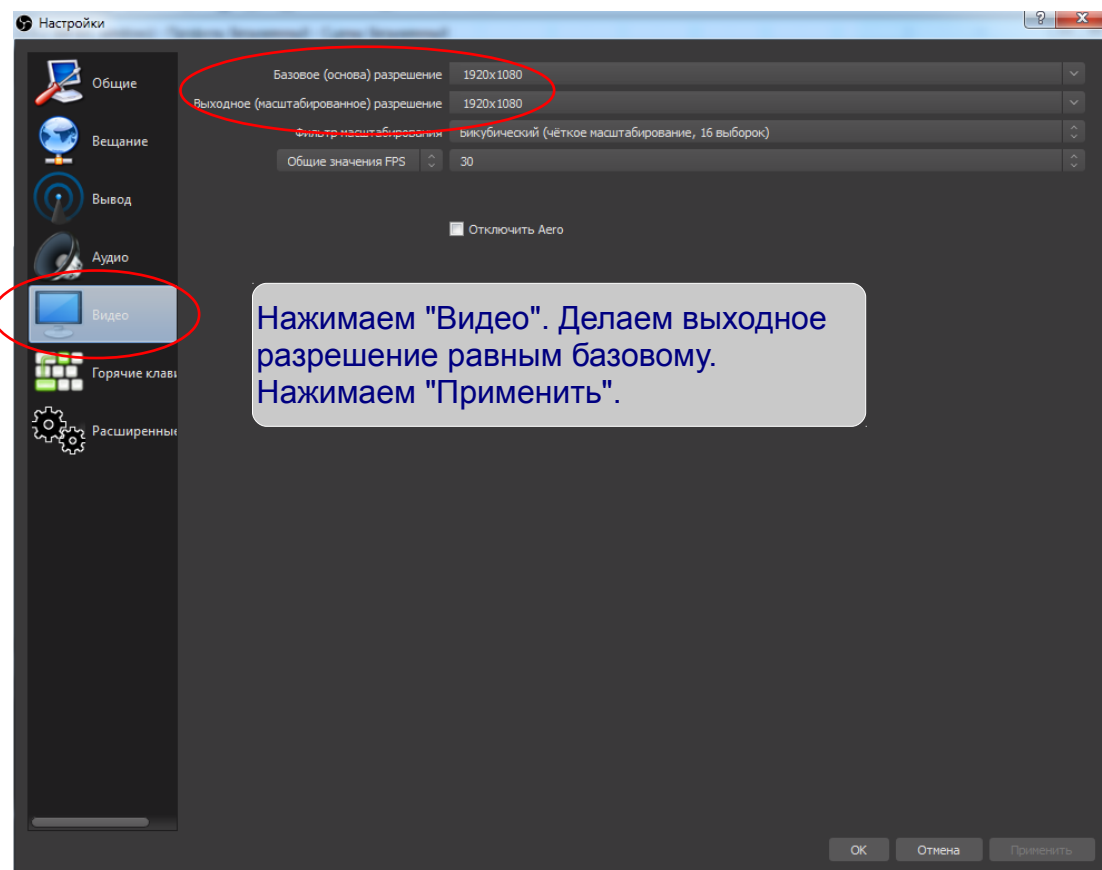 Настройки
Общие
Вещание
Вывод
Аудио
Видео
Горячие клави
Расширенные
Базовое (основа) разрешение 1920x1080
Выходное (масштабированное) разрешение 1920x1080
Фильтр масштабирования Бикубический (чёткое масштабирование, 16 выборок)
Общие значения FPS 30
Отключить Aero
Нажимаем "Видео". Делаем выходное
разрешение равным базовому.
Нажимаем "Применить".
OK Отмена Применить